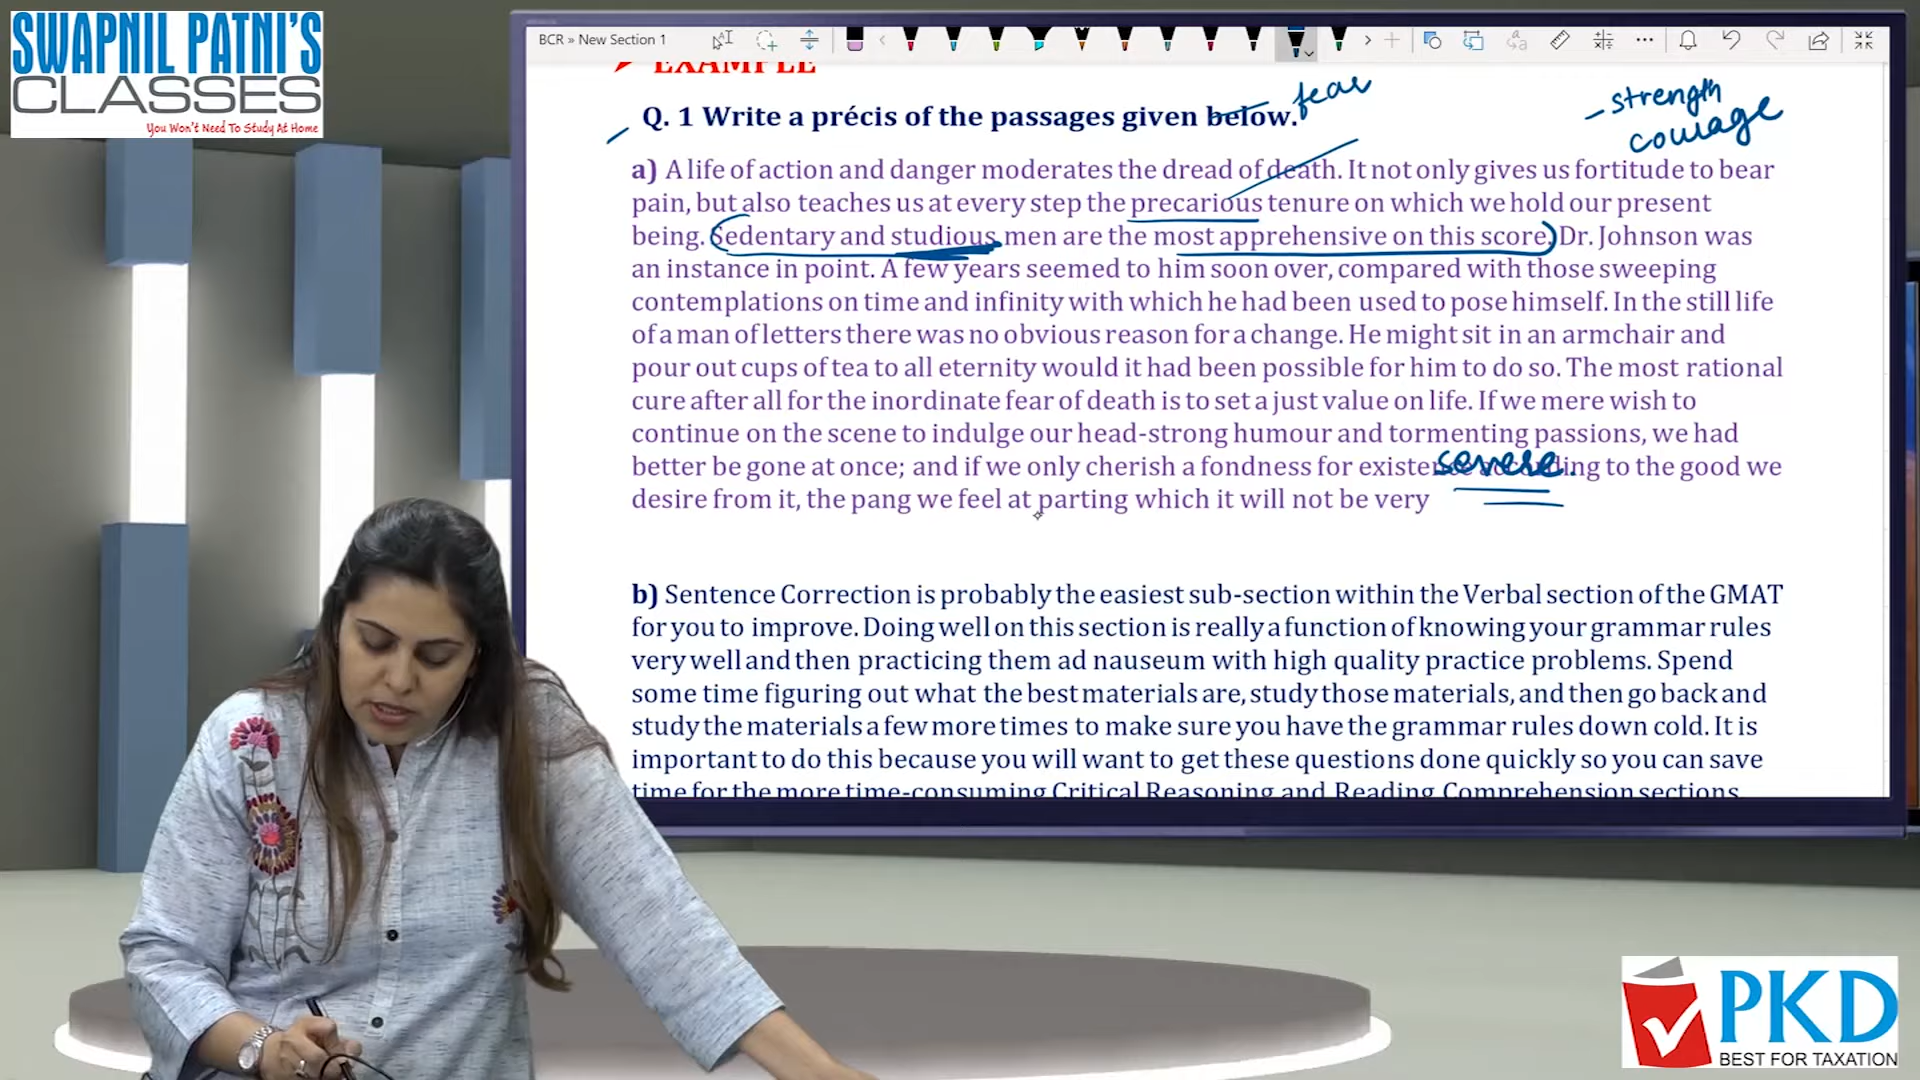 SWAPNIL PATNI'S
CLASSES
You Won't Need To Study At Home
BCR » New Section 1
EXAMPLE
Q. 1 Write a précis of the passages given below.
fear
strength
courage
a) A life of action and danger moderates the dread of death. It not only gives us fortitude to bear
pain, but also teaches us at every step the precarious tenure on which we hold our present
being. Sedentary and studious men are the most apprehensive on this score. Dr. Johnson was
an instance in point. A few years seemed to him soon over, compared with those sweeping
contemplations on time and infinity with which he had been used to pose himself. In the still life
of a man of letters there was no obvious reason for a change. He might sit in an armchair and
pour out cups of tea to all eternity would it had been possible for him to do so. The most rational
cure after all for the inordinate fear of death is to set a just value on life. If we mere wish to
continue on the scene to indulge our head-strong humour and tormenting passions, we had
better be gone at once; and if we only cherish a fondness for existence according to the good we
severe.
desire from it, the pang we feel at parting which it will not be very
b) Sentence Correction is probably the easiest sub-section within the Verbal section of the GMAT
for you to improve. Doing well on this section is really a function of knowing your grammar rules
very well and then practicing them ad nauseum with high quality practice problems. Spend
some time figuring out what the best materials are, study those materials, and then go back and
study the materials a few more times to make sure you have the grammar rules down cold. It is
important to do this because you will want to get these questions done quickly so you can save
time for the more time-consuming Critical Reasoning and Reading Comprehension sections
PKD
BEST FOR TAXATION